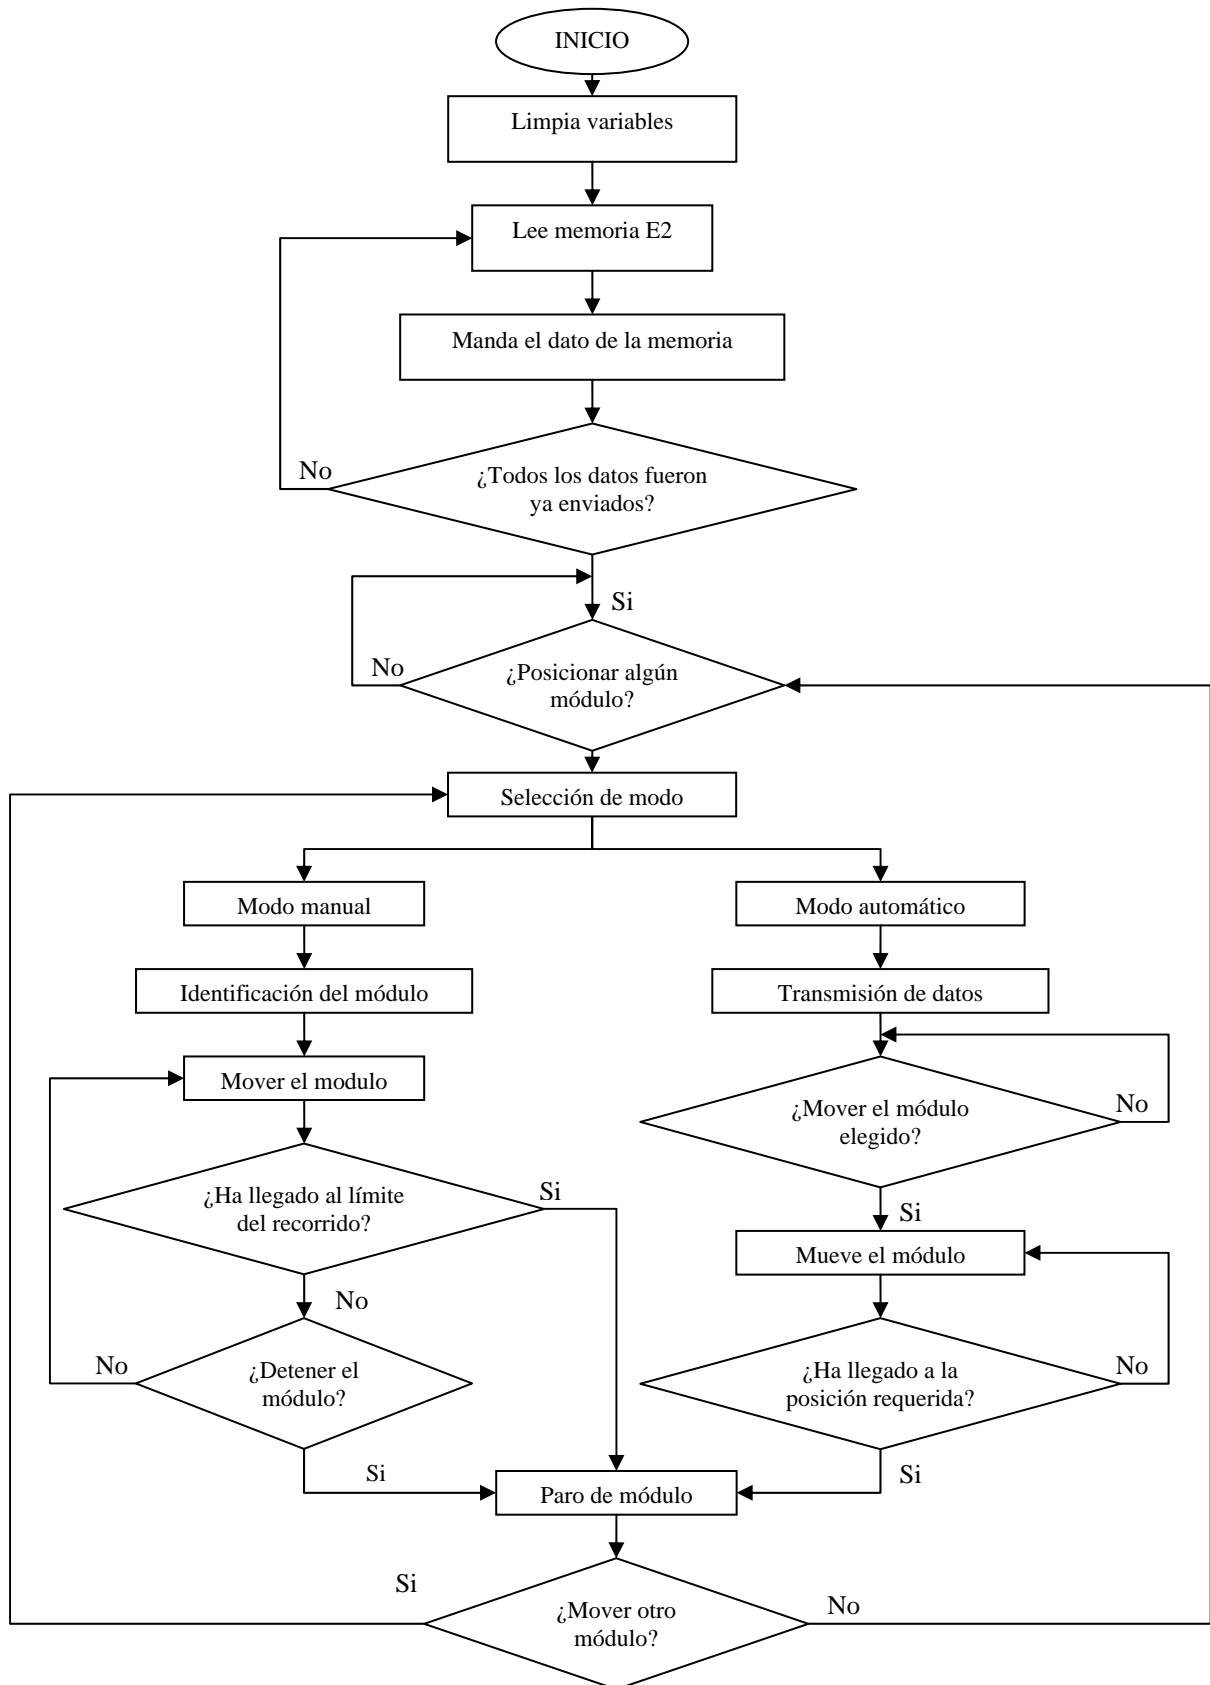 INICIO
Limpia variables
Lee memoria E2
Manda el dato de la memoria
No
¿Todos los datos fueron
ya enviados?
Si
No
¿Posicionar algún
módulo?
Selección de modo
Modo manual
Modo automático
Identificación del módulo
Transmisión de datos
Mover el modulo
¿Mover el módulo
elegido?
No
¿Ha llegado al límite
del recorrido?
Si
Si
Mueve el módulo
No
No
¿Detener el
módulo?
¿Ha llegado a la
posición requerida?
No
Si
Si
Paro de módulo
Si
¿Mover otro
módulo?
No